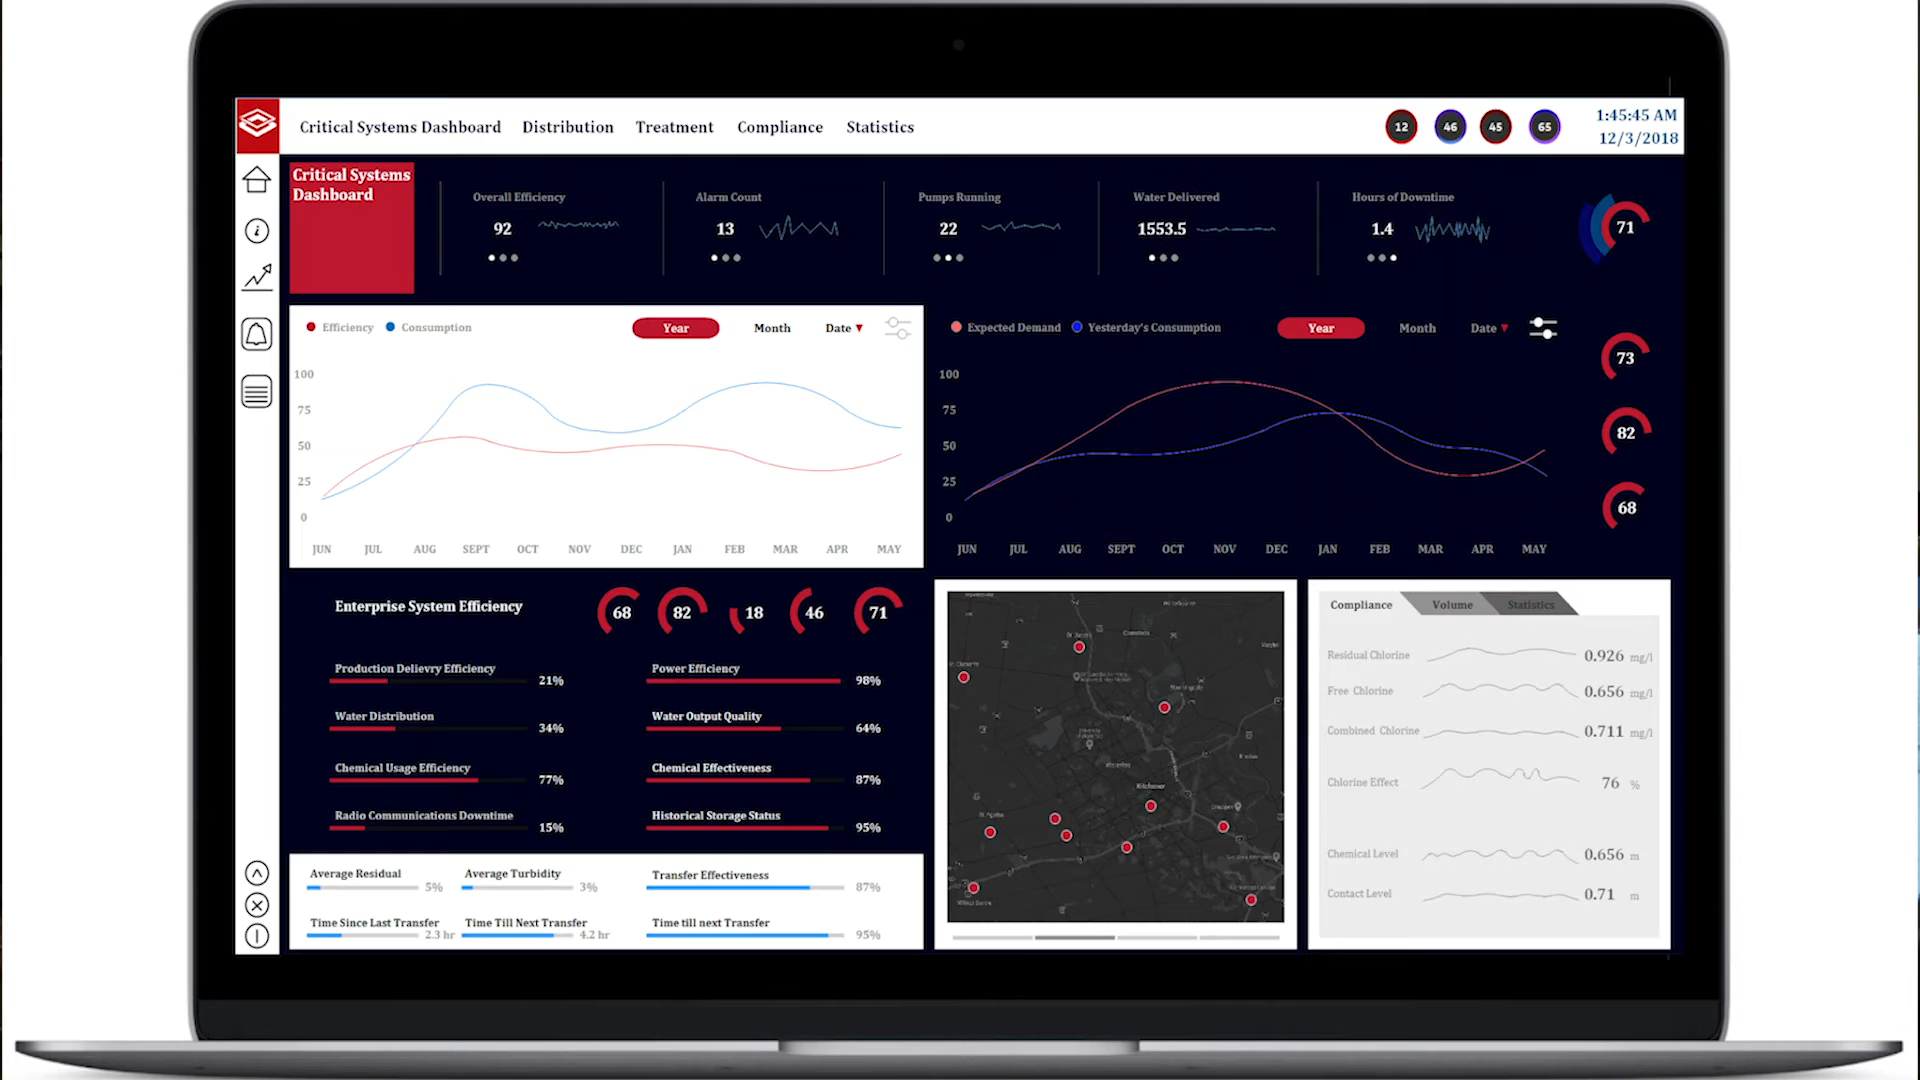 Critical Systems Dashboard Distribution Treatment Compliance Statistics
12 46 45 65
1:45:45 AM
12/3/2018
Critical Systems
Dashboard
Overall Efficiency
92
Alarm Count
13
Pumps Running
22
Water Delivered
1553.5
Hours of Downtime
1.4
71
Efficiency Consumption Year Month Date
100
75
50
25
0
JUN JUL AUG SEPT OCT NOV DEC JAN FEB MAR APR MAY
Expected Demand Yesterday's Consumption Year Month Date
100
75
50
25
0
JUN JUL AUG SEPT OCT NOV DEC JAN FEB MAR APR MAY
73
82
68
Enterprise System Efficiency
68 82 18 46 71
Production Delievry Efficiency 21%
Power Efficiency 98%
Water Distribution 34%
Water Output Quality 64%
Chemical Usage Efficiency 77%
Chemical Effectiveness 87%
Radio Communications Downtime 15%
Historical Storage Status 95%
Average Residual 5%
Average Turbidity 3%
Transfer Effectiveness 87%
Time Since Last Transfer 2.3 hr
Time Till Next Transfer 4.2 hr
Time till next Transfer 95%
Kitchener
Compliance Volume Statistics
Residual Chlorine 0.926 mg/l
Free Chlorine 0.656 mg/l
Combined Chlorine 0.711 mg/l
Chlorine Effect 76 %
Chemical Level 0.656 m
Contact Level 0.71 m